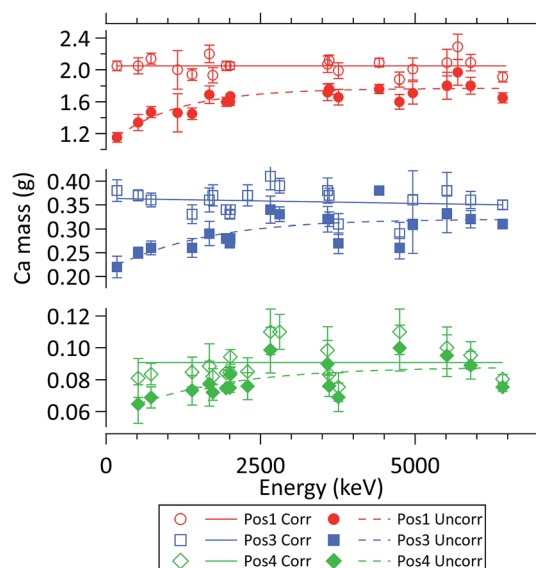 2.4
2.0
1.6
1.2
Ca mass (g)
0.40
0.35
0.30
0.25
0.20
0.12
0.10
0.08
0.06
0 2500 5000
Energy (keV)
Pos1 Corr Pos1 Uncorr
Pos3 Corr Pos3 Uncorr
Pos4 Corr Pos4 Uncorr